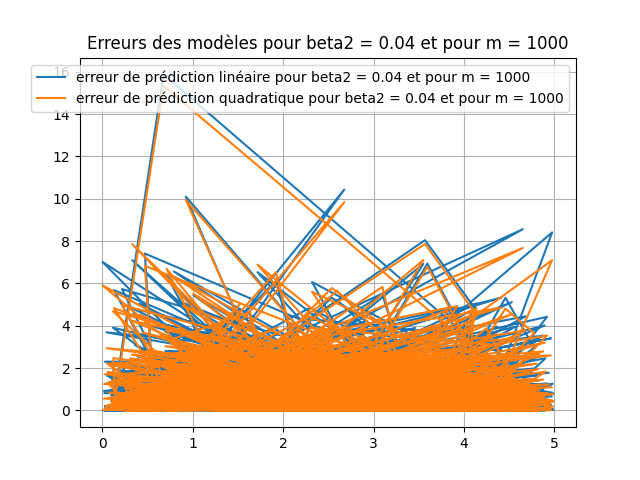 Erreurs des modèles pour beta2 = 0.04 et pour m = 1000
16
erreur de prédiction linéaire pour beta2 = 0.04 et pour m = 1000
erreur de prédiction quadratique pour beta2 = 0.04 et pour m = 1000
14
12
10
8
6
4
2
0
0 1 2 3 4 5